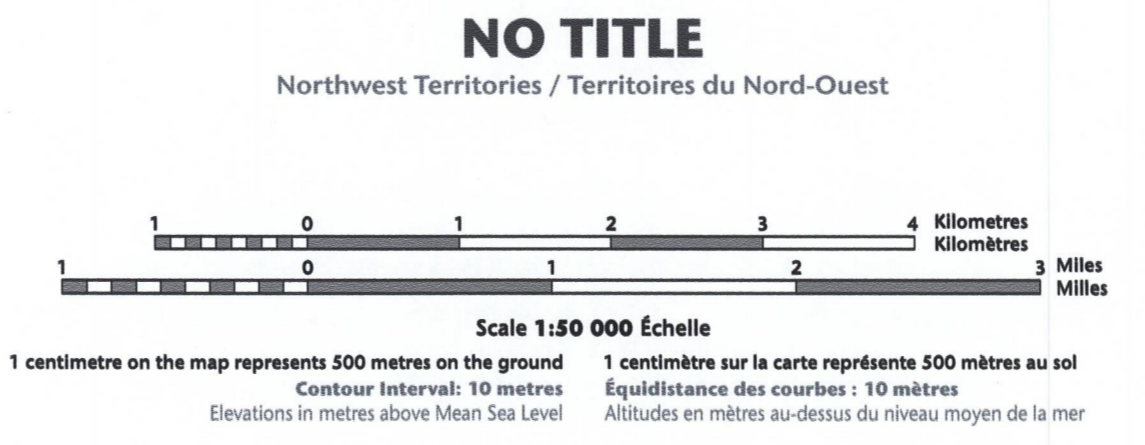 NO TITLE
Northwest Territories / Territoires du Nord-Ouest
1 0 1 2 3 4 Kilometres
Kilomètres
1 0 1 2 3 Miles
Milles
Scale 1:50 000 Échelle
1 centimetre on the map represents 500 metres on the ground
Contour Interval: 10 metres
Elevations in metres above Mean Sea Level
1 centimètre sur la carte représente 500 mètres au sol
Équidistance des courbes : 10 mètres
Altitudes en mètres au-dessus du niveau moyen de la mer